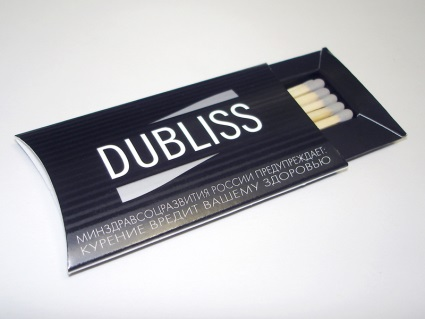 DUBLISS
МИНЗДРАВСОЦРАЗВИТИЯ РОССИИ ПРЕДУПРЕЖДАЕТ:
КУРЕНИЕ ВРЕДИТ ВАШЕМУ ЗДОРОВЬЮ